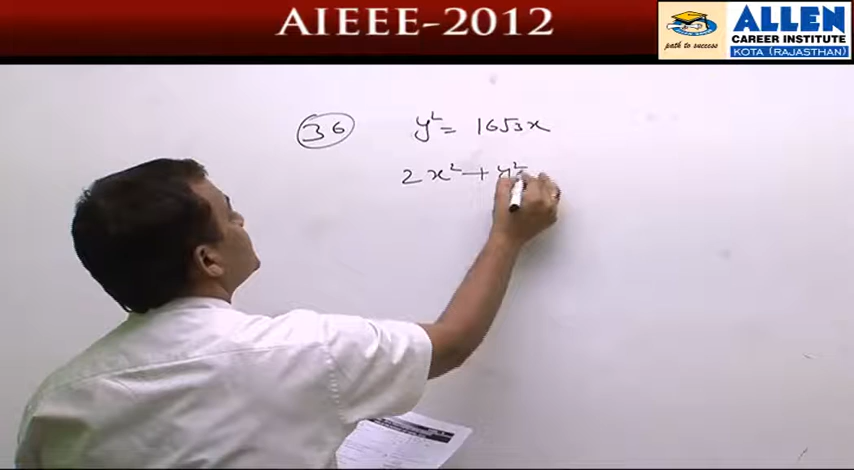 AIEEE-2012
path to success
ALLEN
CAREER INSTITUTE
KOTA (RAJASTHAN)
36 y² = 16√3x
2x² + y²